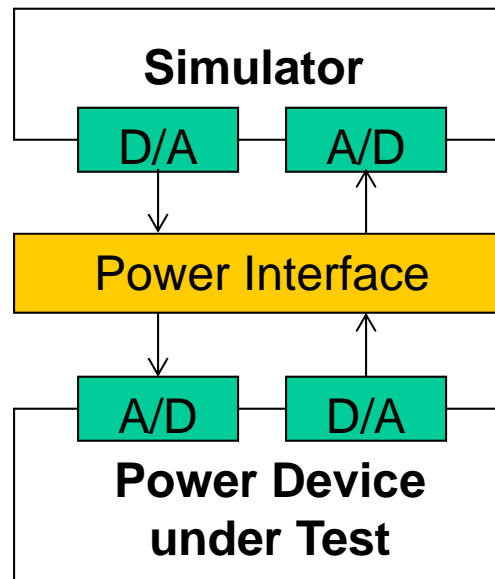 Simulator
D/A A/D
Power Interface
A/D D/A
Power Device
under Test